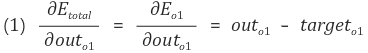 (1) ∂E_total / ∂out_o1 = ∂E_o1 / ∂out_o1 = out_o1 - target_o1